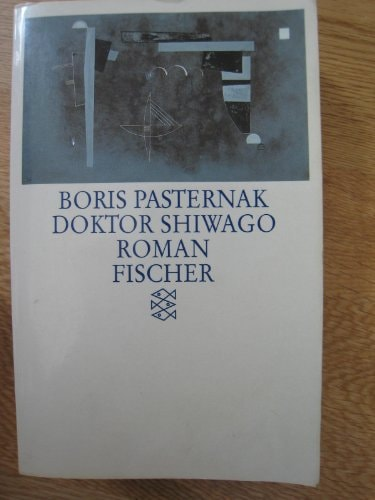 BORIS PASTERNAK
DOKTOR SHIWAGO
ROMAN
FISCHER